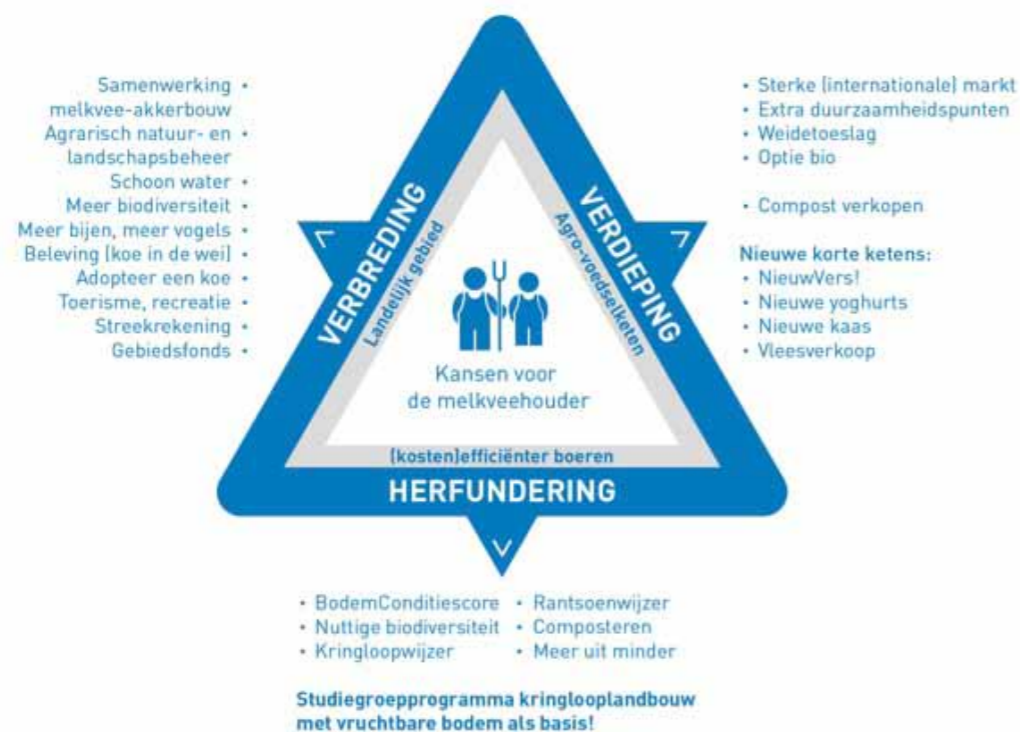 Samenwerking •
melkvee-akkerbouw
Agrarisch natuur- en •
landschapsbeheer
Schoon water •
Meer biodiversiteit •
Meer bijen, meer vogels •
Beleving (koe in de wei) •
Adopteer een koe •
Toerisme, recreatie •
Streekrekening •
Gebiedsfonds •
VERBREDING
Landelijk gebied
VERDIEPING
Agro-voedselketen
• Sterke (internationale) markt
• Extra duurzaamheidspunten
• Weidetoeslag
• Optie bio
• Compost verkopen
Nieuwe korte ketens:
• NieuwVers!
• Nieuwe yoghurts
• Nieuwe kaas
• Vleesverkoop
Kansen voor
de melkveehouder
(kosten)efficiënter boeren
HERFUNDERING
• BodemConditiescore
• Nuttige biodiversiteit
• Kringloopwijzer
• Rantsoenwijzer
• Composteren
• Meer uit minder
Studiegroepprogramma kringlooplandbouw
met vruchtbare bodem als basis!